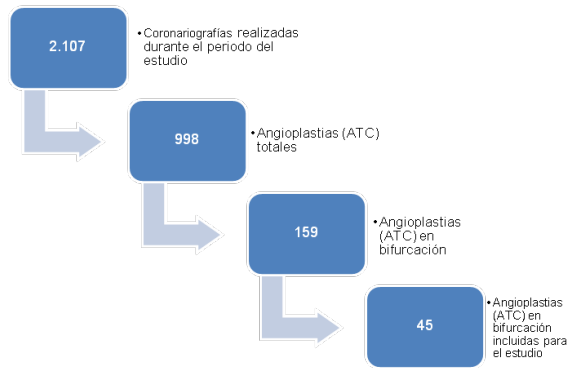 2.107
•Coronariografías realizadas
durante el periodo del
estudio
998
•Angioplastias (ATC)
totales
159
•Angioplastias
(ATC) en
bifurcación
45
•Angioplastias
(ATC) en
bifurcación
incluidas para
el estudio